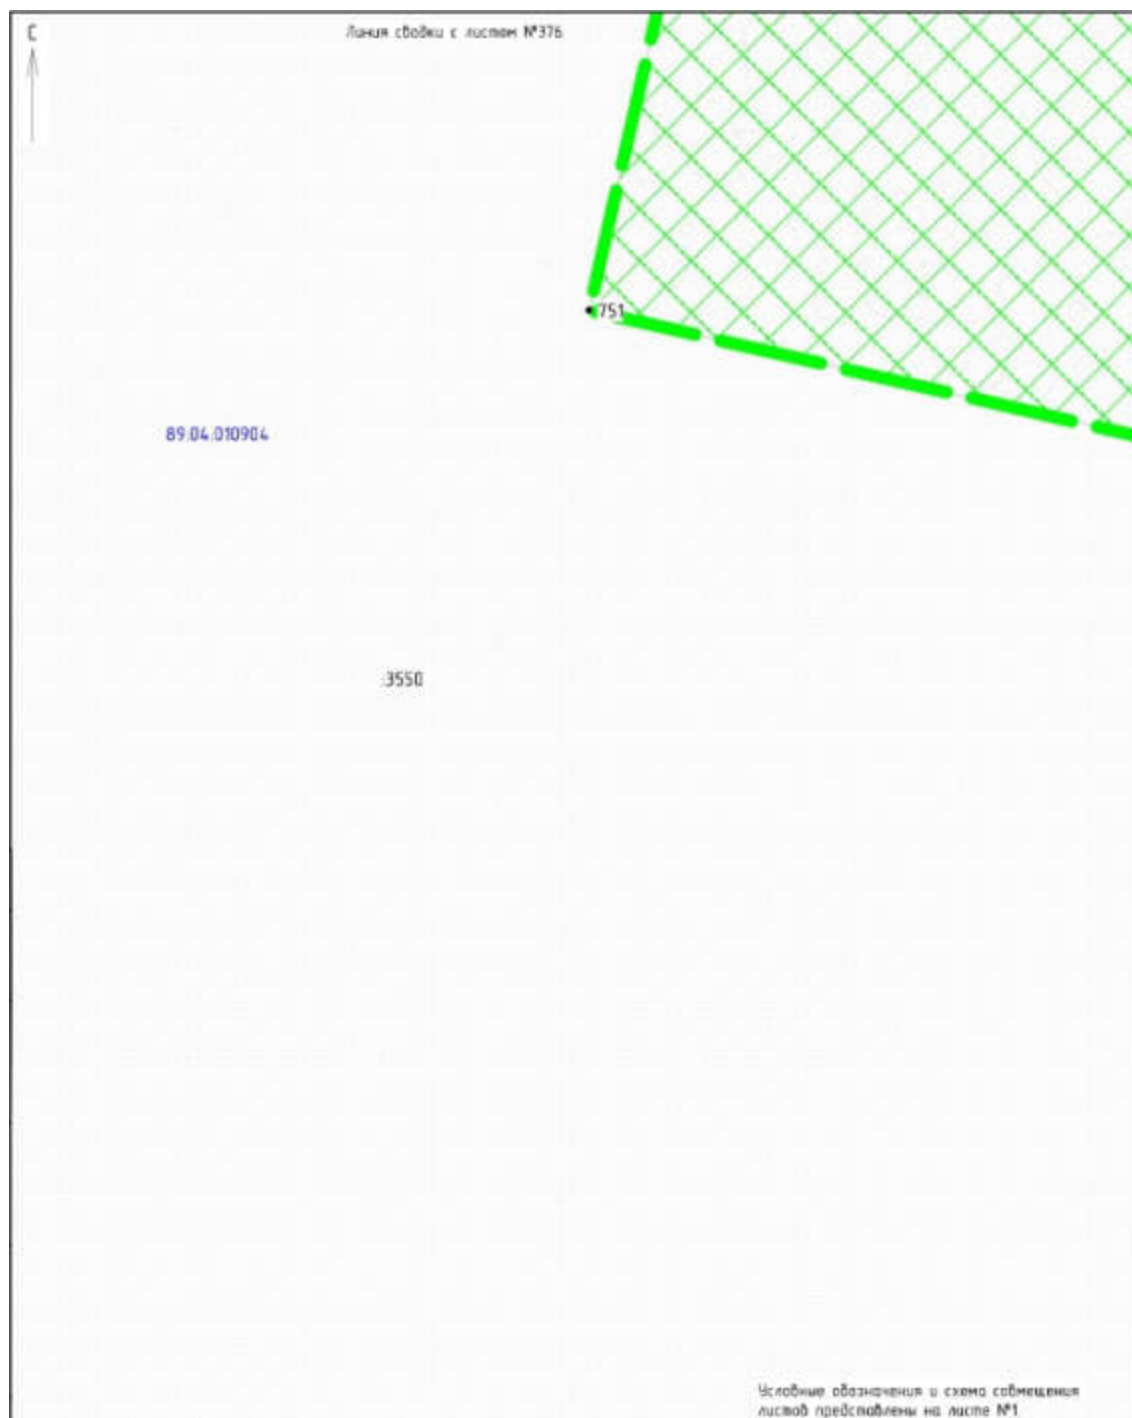 С
Линия сводки с листом №376
751
89:04:010904
:3550
Условные обозначения и схема совмещения
листов представлены на листе №1